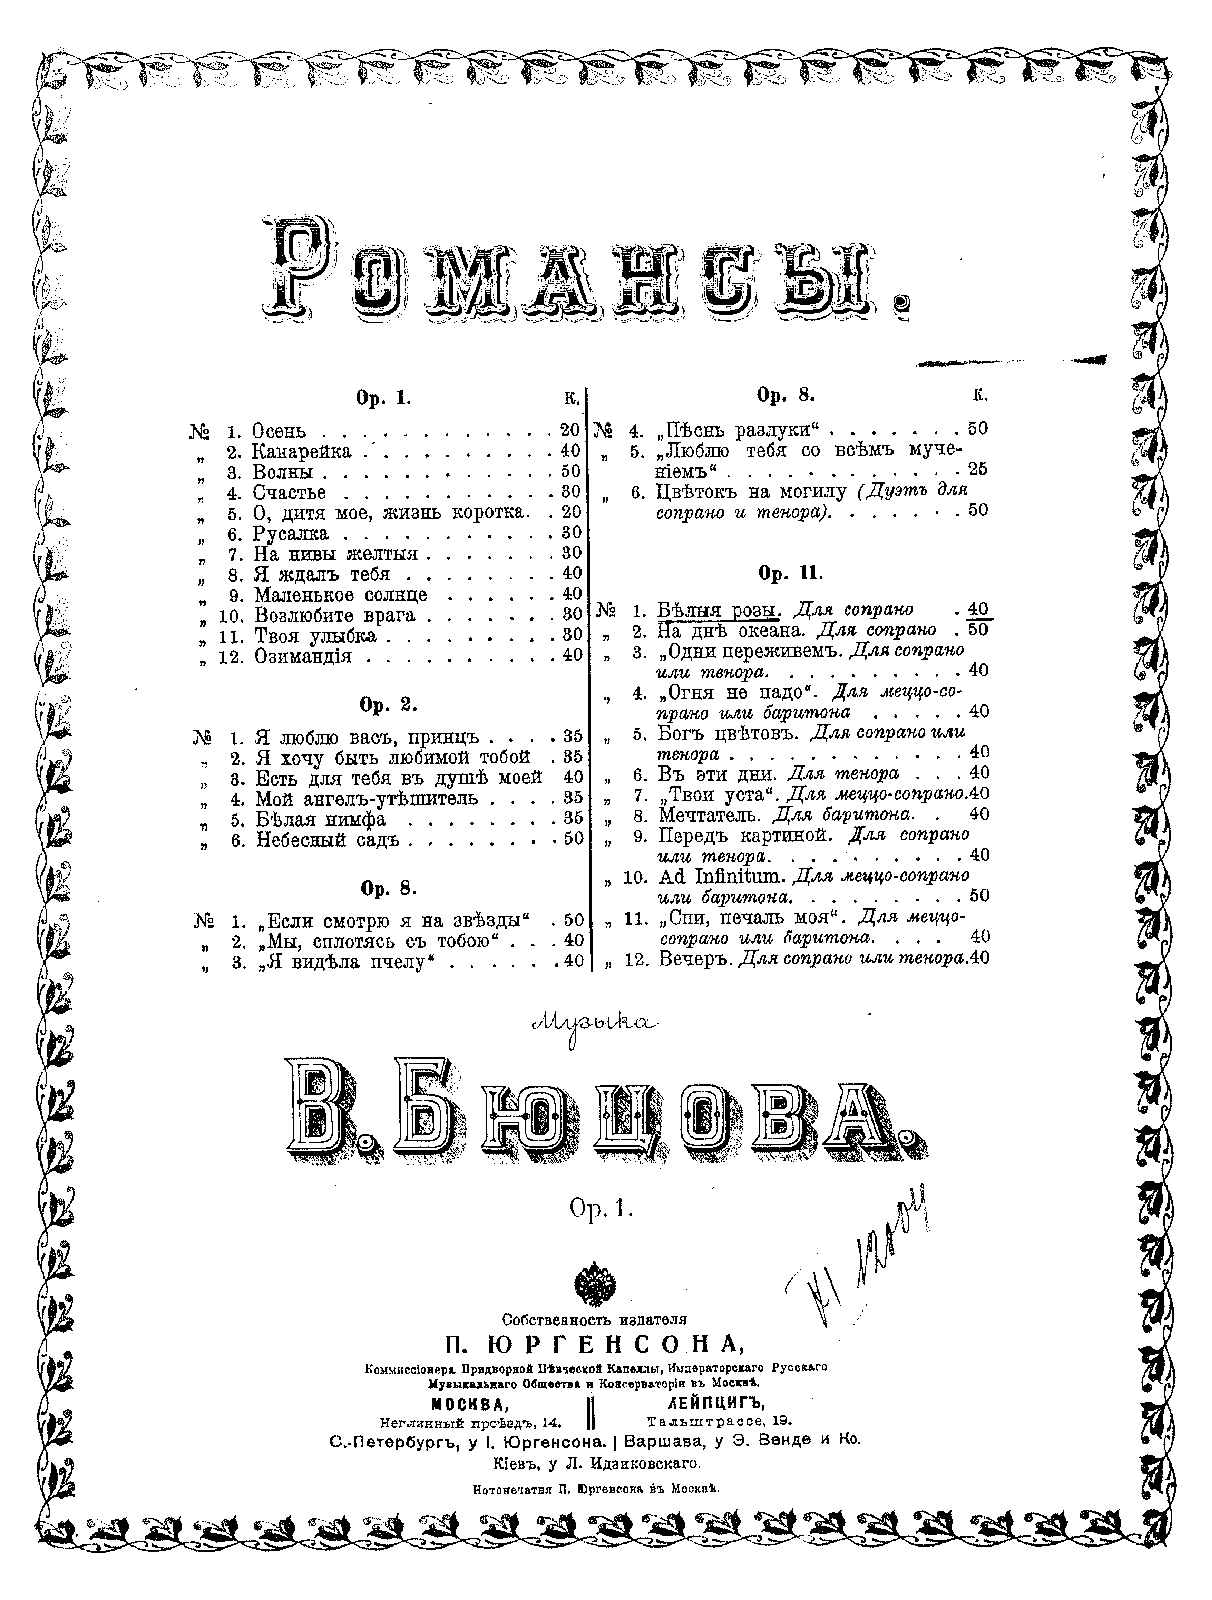 Романсы.
Op. 1. К.
№ 1. Осень . . . . . . . . . . . . 20
„ 2. Канарейка . . . . . . . . . . 40
„ 3. Волны . . . . . . . . . . . . 50
„ 4. Счастье . . . . . . . . . . . 30
„ 5. О, дитя мое, жизнь коротка. . 20
„ 6. Русалка . . . . . . . . . . . 30
„ 7. На нивы желтыя . . . . . . . 30
„ 8. Я ждалъ тебя . . . . . . . . 40
„ 9. Маленькое солнце . . . . . . 40
„ 10. Возлюбите врага . . . . . . . 30
„ 11. Твоя улыбка . . . . . . . . . 30
„ 12. Озимандія . . . . . . . . . . 40
Op. 2.
№ 1. Я люблю васъ, принцъ . . . . 35
„ 2. Я хочу быть любимой тобой . 35
„ 3. Есть для тебя въ душѣ моей 40
„ 4. Мой ангелъ-утѣшитель . . . . 35
„ 5. Бѣлая нимфа . . . . . . . . 35
„ 6. Небесный садъ . . . . . . . . 50
Op. 8.
№ 1. „Если смотрю я на звѣзды“ . 50
„ 2. „Мы, сплотясь съ тобою“ . . . 40
„ 3. „Я видѣла пчелу“ . . . . . . . 40
Op. 8. К.
№ 4. „Пѣснь разлуки“ . . . . . . . 50
„ 5. „Люблю тебя со всѣмъ муче-
ніемъ“ . . . . . . . . . . . . 25
„ 6. Цвѣтокъ на могилу (Дуэтъ для
сопрано и тенора). . . . . . . 50
Op. 11.
№ 1. Бѣлыя розы. Для сопрано . 40
„ 2. На днѣ океана. Для сопрано . 50
„ 3. „Одни переживемъ. Для сопрано
или тенора. . . . . . . . . . 40
„ 4. „Огня не надо“. Для меццо-со-
прано или баритона . . . . . 40
„ 5. Богъ цвѣтовъ. Для сопрано или
тенора . . . . . . . . . . . . 40
„ 6. Въ эти дни. Для тенора . . . 40
„ 7. „Твои уста“. Для меццо-сопрано. 40
„ 8. Мечтатель. Для баритона. . 40
„ 9. Передъ картиной. Для сопрано
или тенора. . . . . . . . . . 40
„ 10. Ad Infinitum. Для меццо-сопрано
или баритона. . . . . . . . . 50
„ 11. „Спи, печаль моя“. Для меццо-
сопрано или баритона. . . . 40
„ 12. Вечеръ. Для сопрано или тенора. 40
Музыка
В. Бюцова.
Op. 1.
Собственность издателя
П. ЮРГЕНСОНА,
Коммиссіонера Придворной Пѣвческой Капеллы, Императорскаго Русскаго
Музыкальнаго Общества и Консерваторіи въ Москвѣ.
МОСКВА, ЛЕЙПЦИГЪ,
Неглинный проѣздъ, 14. Тальштрассе, 19.
С.-Петербургъ, у І. Юргенсона. | Варшава, у Э. Венде и Ко.
Кіевъ, у Л. Идзиковскаго.
Нотопечатня П. Юргенсона въ Москвѣ.